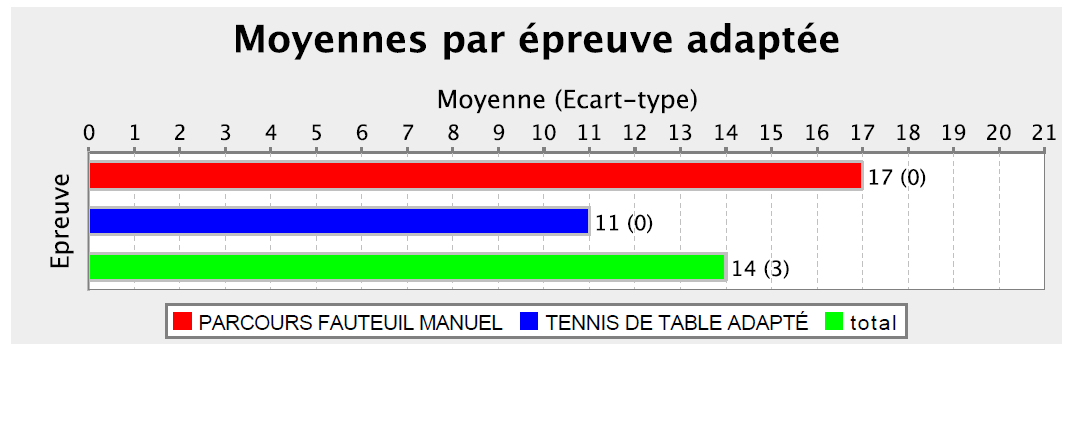 Moyennes par épreuve adaptée
Moyenne (Ecart-type)
0 1 2 3 4 5 6 7 8 9 10 11 12 13 14 15 16 17 18 19 20 21
Epreuve
17 (0)
11 (0)
14 (3)
PARCOURS FAUTEUIL MANUEL TENNIS DE TABLE ADAPTÉ total